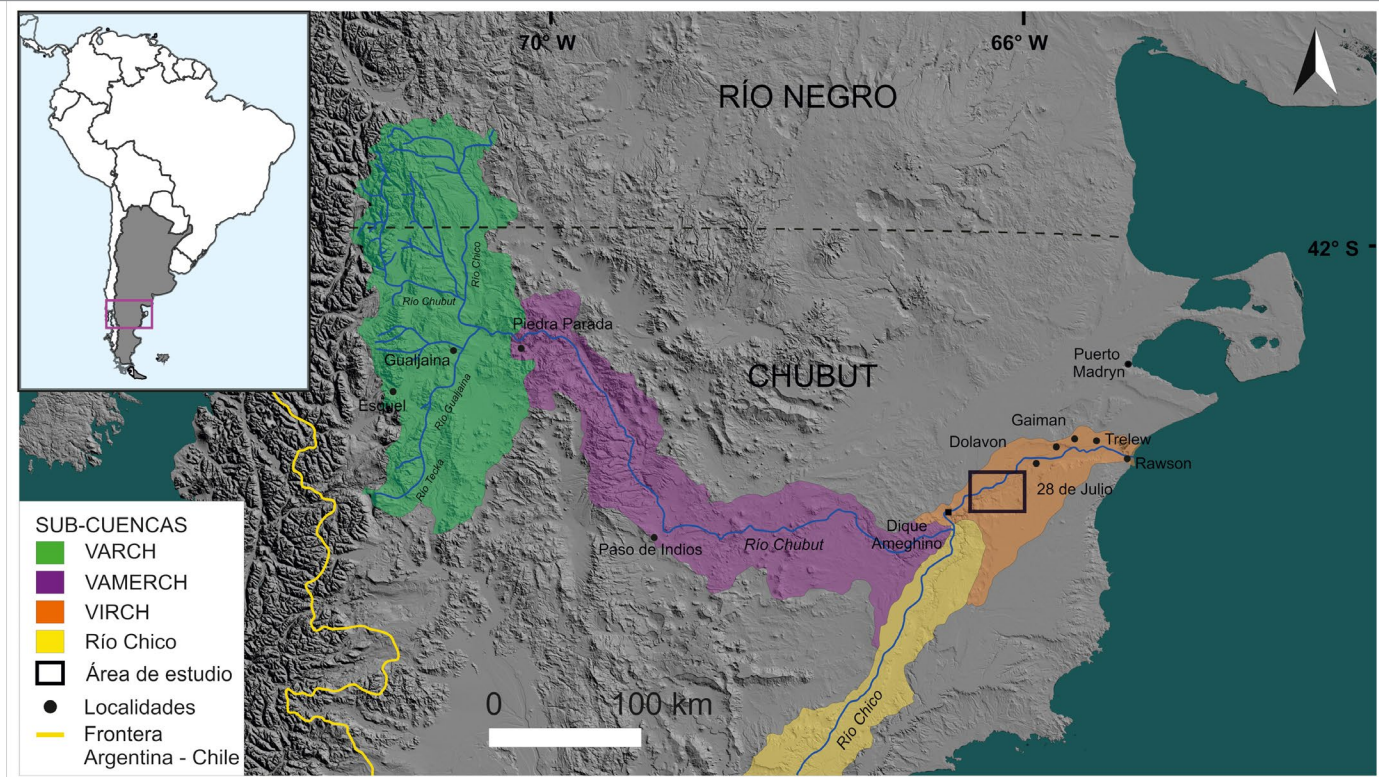 70° W
66° W
RÍO NEGRO
42° S
Río Chico
Río Chubut
Piedra Parada
Gualjaina
Esquel
Río Gualjaina
Río Tecka
CHUBUT
Puerto
Madryn
Gaiman
Dolavon
Trelew
Rawson
28 de Julio
Dique
Ameghino
Paso de Indios
Río Chubut
Río Chico
0
100 km
SUB-CUENCAS
VARCH
VAMERCH
VIRCH
Río Chico
Área de estudio
Localidades
Frontera
Argentina - Chile